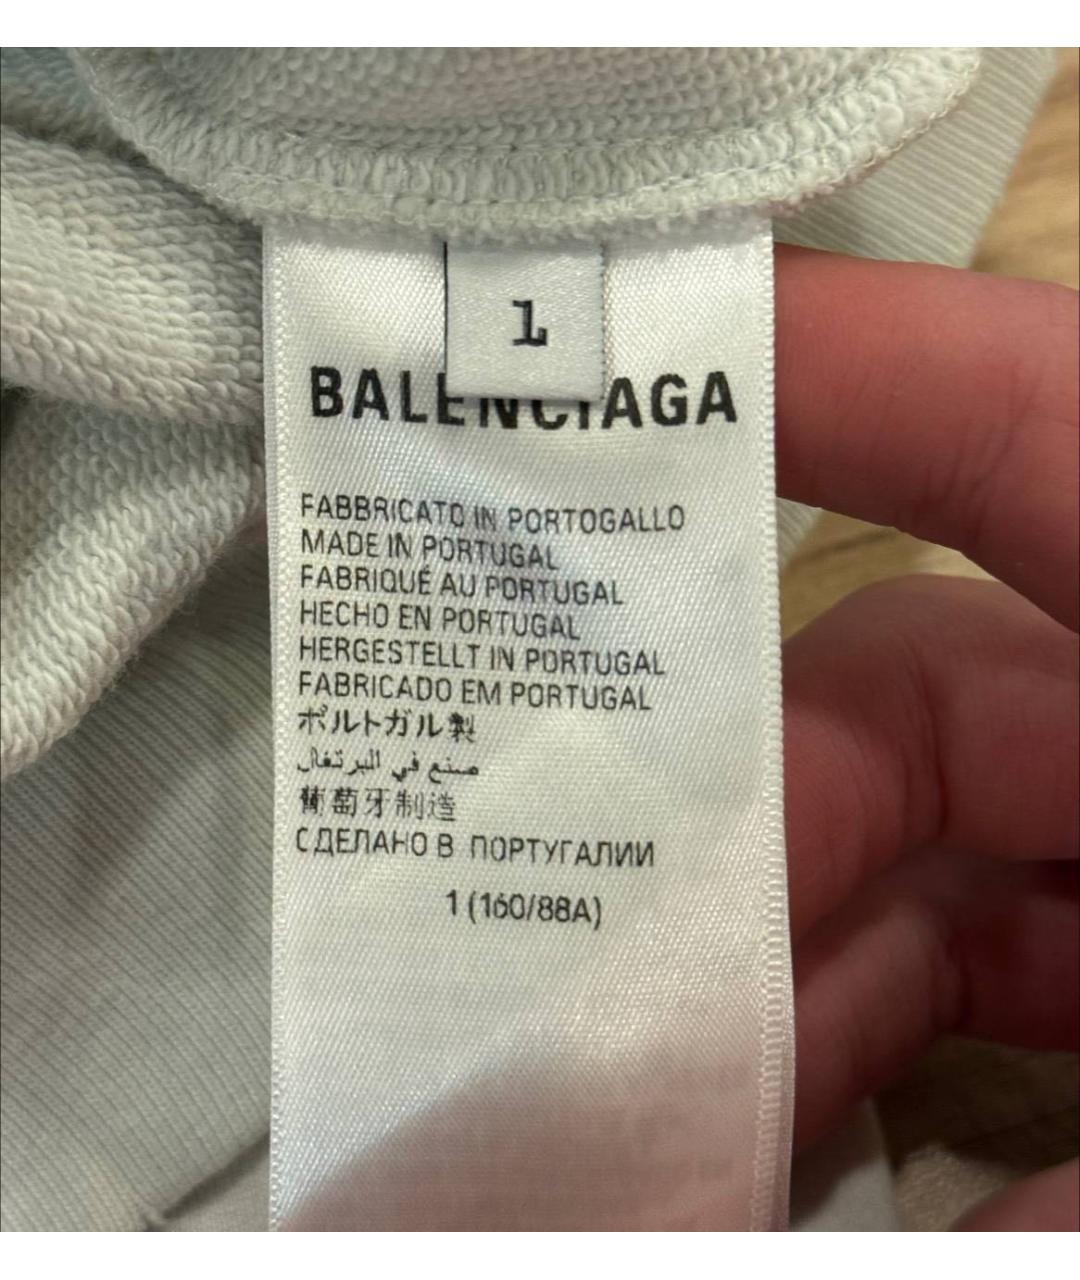 1
BALENCIAGA
FABBRICATO IN PORTOGALLO
MADE IN PORTUGAL
FABRIQUÉ AU PORTUGAL
HECHO EN PORTUGAL
HERGESTELLT IN PORTUGAL
FABRICADO EM PORTUGAL
ポルトガル製
صنع في البرتغال
葡萄牙制造
СДЕЛАНО В ПОРТУГАЛИИ
1 (160/88A)